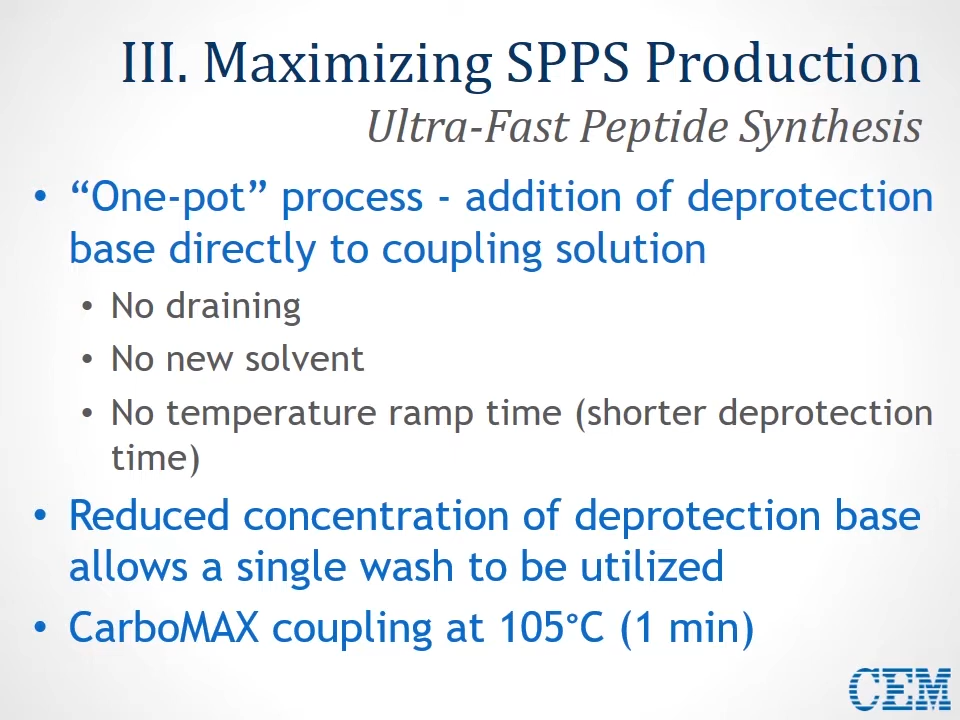 III. Maximizing SPPS Production
Ultra-Fast Peptide Synthesis
• “One-pot” process - addition of deprotection
base directly to coupling solution
• No draining
• No new solvent
• No temperature ramp time (shorter deprotection
time)
• Reduced concentration of deprotection base
allows a single wash to be utilized
• CarboMAX coupling at 105°C (1 min)
CEM